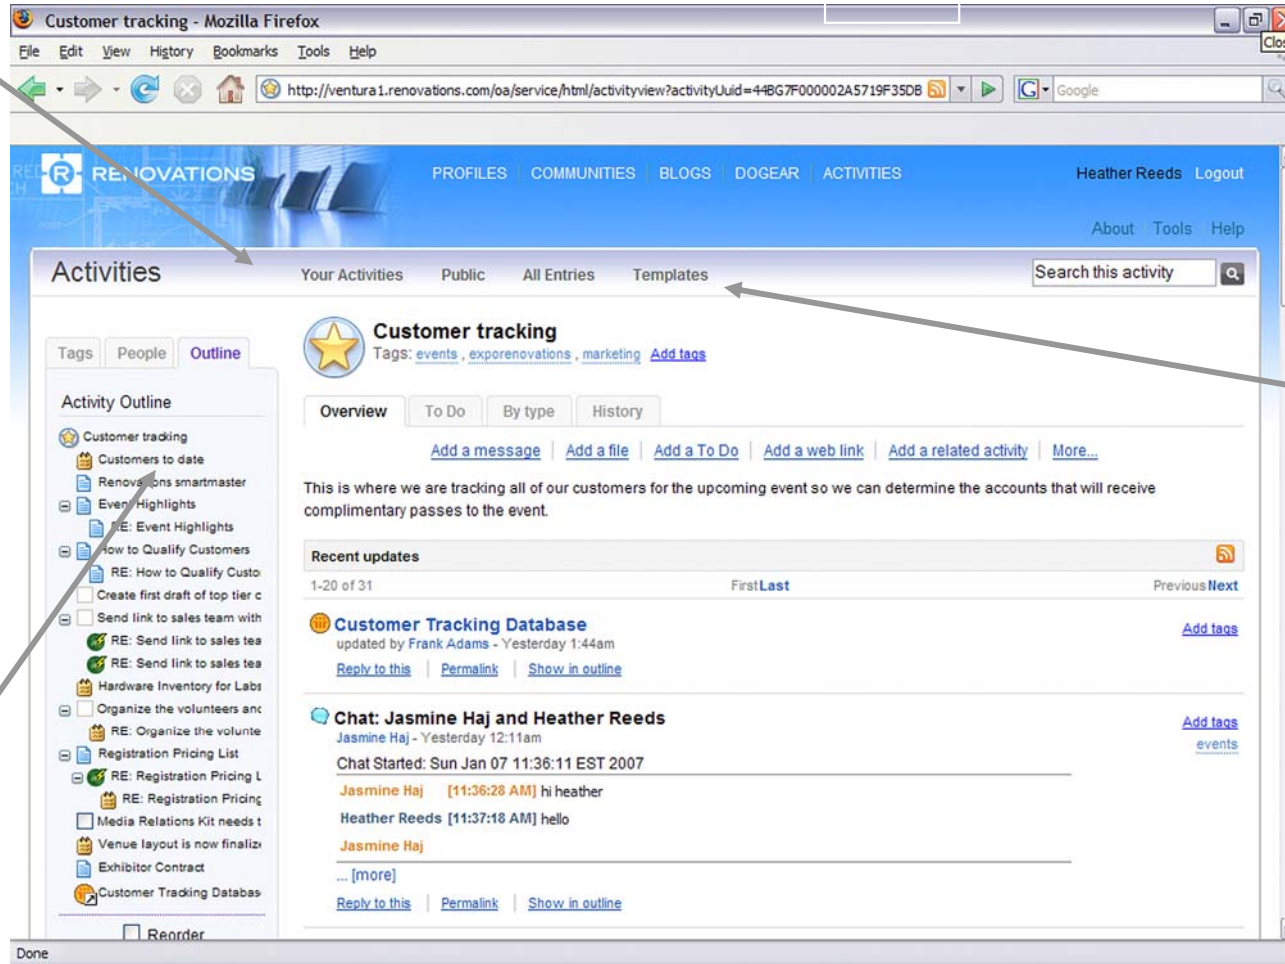 Customer tracking - Mozilla Firefox
File Edit View History Bookmarks Tools Help
Clos
http://ventura1.renovations.com/oa/service/html/activityview?activityUuid=44BG7F000002A5719F35DB
G Google
R RENOVATIONS
PROFILES COMMUNITIES BLOGS DOGEAR ACTIVITIES
Heather Reeds Logout
About Tools Help
Activities
Your Activities Public All Entries Templates
Search this activity
Tags People Outline
Activity Outline
Customer tracking
Customers to date
Renovations smartmaster
Event Highlights
RE: Event Highlights
How to Qualify Customers
RE: How to Qualify Custo
Create first draft of top tier c
Send link to sales team with
RE: Send link to sales tea
RE: Send link to sales tea
Hardware Inventory for Labs
Organize the volunteers and
RE: Organize the volunte
Registration Pricing List
RE: Registration Pricing L
RE: Registration Pricing
Media Relations Kit needs t
Venue layout is now finalize
Exhibitor Contract
Customer Tracking Databas
Reorder
Customer tracking
Tags: events , exporenovations , marketing Add tags
Overview To Do By type History
Add a message | Add a file | Add a To Do | Add a web link | Add a related activity | More...
This is where we are tracking all of our customers for the upcoming event so we can determine the accounts that will receive
complimentary passes to the event.
Recent updates
1-20 of 31 FirstLast PreviousNext
Customer Tracking Database
Add tags
updated by Frank Adams - Yesterday 1:44am
Reply to this | Permalink | Show in outline
Chat: Jasmine Haj and Heather Reeds
Add tags
Jasmine Haj - Yesterday 12:11am
events
Chat Started: Sun Jan 07 11:36:11 EST 2007
Jasmine Haj [11:36:28 AM] hi heather
Heather Reeds [11:37:18 AM] hello
Jasmine Haj
... [more]
Reply to this | Permalink | Show in outline
Done